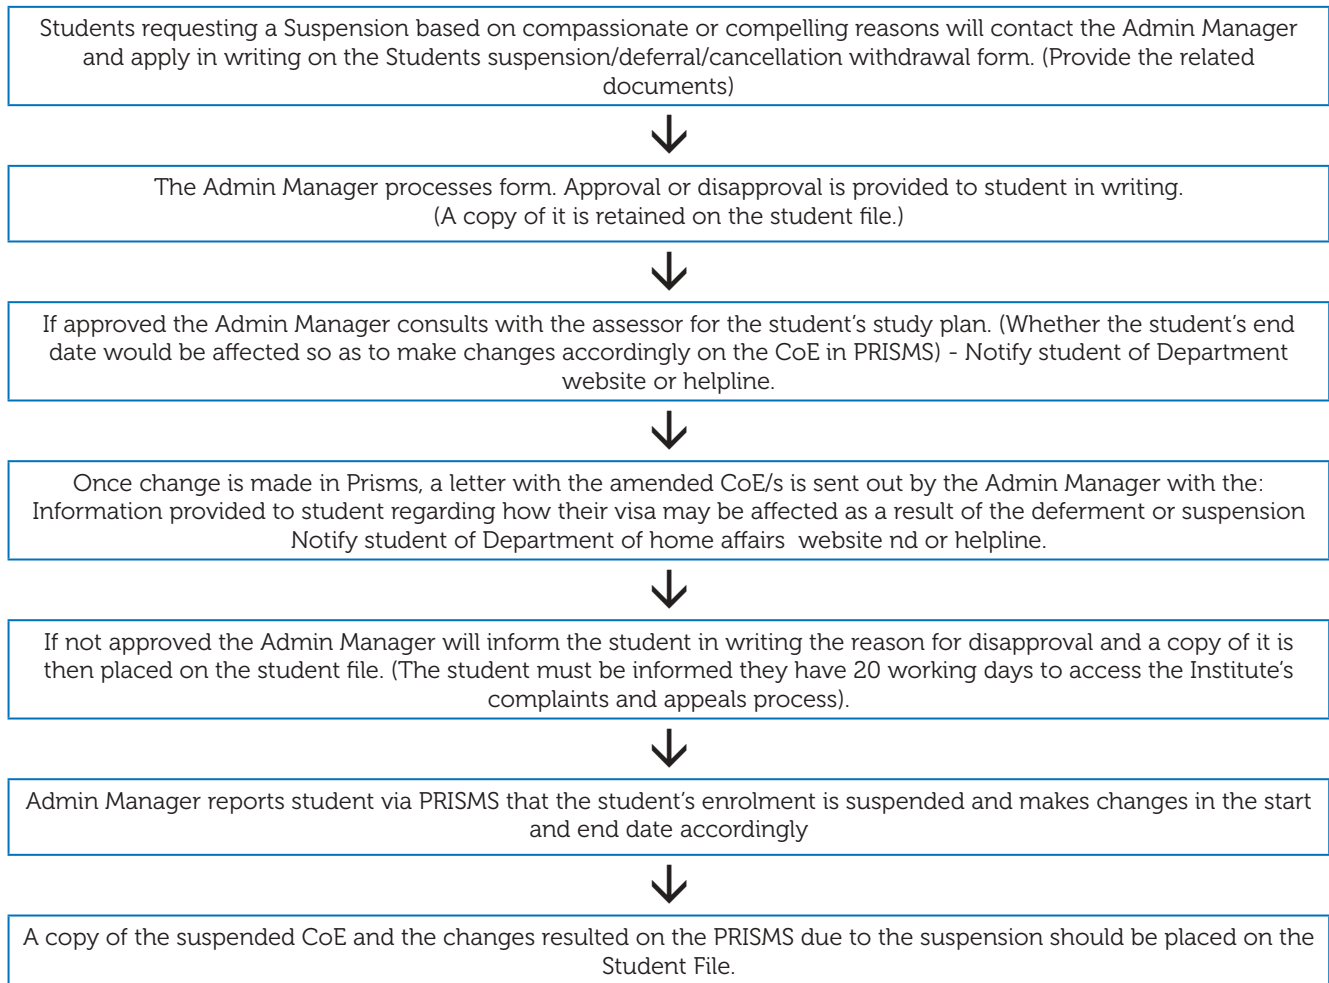 Students requesting a Suspension based on compassionate or compelling reasons will contact the Admin Manager
and apply in writing on the Students suspension/deferral/cancellation withdrawal form. (Provide the related
documents)
The Admin Manager processes form. Approval or disapproval is provided to student in writing.
(A copy of it is retained on the student file.)
If approved the Admin Manager consults with the assessor for the student’s study plan. (Whether the student’s end
date would be affected so as to make changes accordingly on the CoE in PRISMS) - Notify student of Department
website or helpline.
Once change is made in Prisms, a letter with the amended CoE/s is sent out by the Admin Manager with the:
Information provided to student regarding how their visa may be affected as a result of the deferment or suspension
Notify student of Department of home affairs website nd or helpline.
If not approved the Admin Manager will inform the student in writing the reason for disapproval and a copy of it is
then placed on the student file. (The student must be informed they have 20 working days to access the Institute’s
complaints and appeals process).
Admin Manager reports student via PRISMS that the student’s enrolment is suspended and makes changes in the start
and end date accordingly
A copy of the suspended CoE and the changes resulted on the PRISMS due to the suspension should be placed on the
Student File.